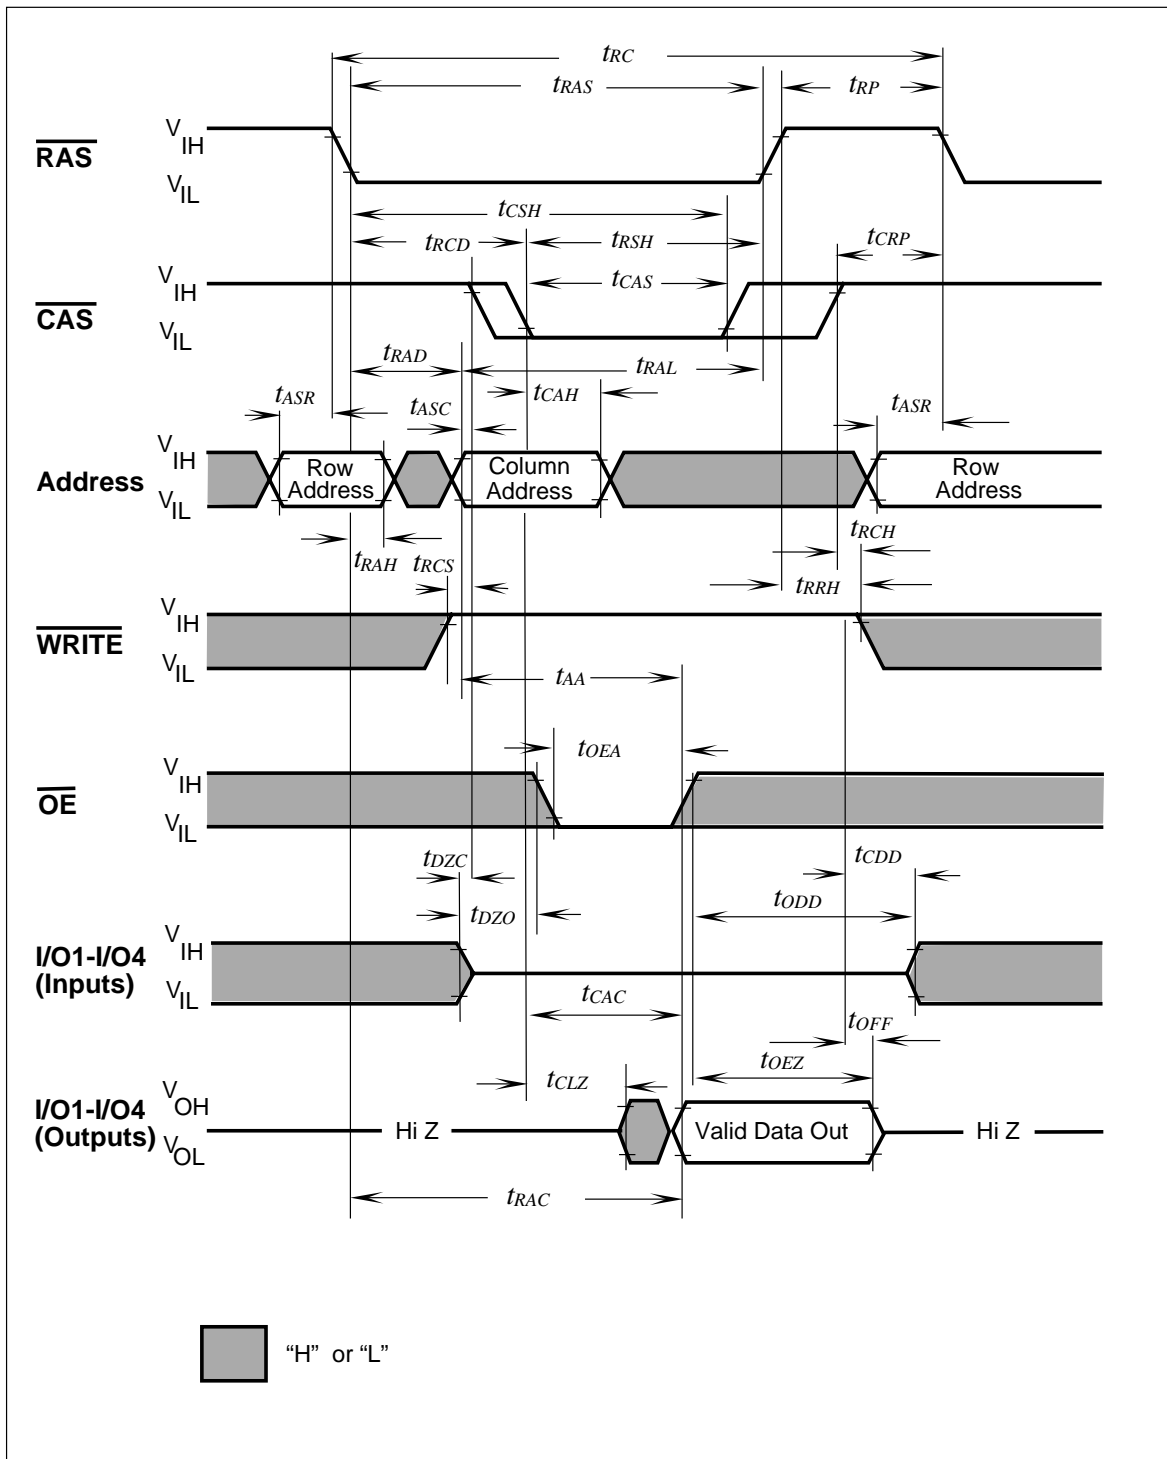 tRC
tRAS
tRP
RAS
VIH
VIL
tCSH
tRCD
tRSH
tCRP
CAS
VIH
VIL
tCAS
tRAD
tRAL
tASR
tASC
tCAH
tASR
Address
VIH
VIL
Row
Address
Column
Address
Row
Address
tRAH
tRCS
tRCH
tRRH
WRITE
VIH
VIL
tAA
tOEA
OE
VIH
VIL
tDZC
tCDD
tDZO
tODD
I/O1-I/O4
(Inputs)
VIH
VIL
tCAC
tOFF
tCLZ
tOEZ
I/O1-I/O4
(Outputs)
VOH
VOL
Hi Z
Valid Data Out
Hi Z
tRAC
“H” or “L”